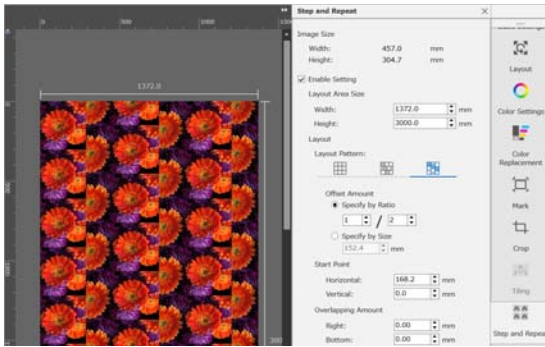 Step and Repeat
Image Size
Width: 457.0 mm
Height: 304.7 mm
Enable Setting
Layout Area Size
Width: 1372.0 mm
Height: 3000.0 mm
Layout
Layout Pattern:
Offset Amount
Specify by Ratio
1 / 2
Specify by Size
152.4 mm
Start Point
Horizontal: 168.2 mm
Vertical: 0.0 mm
Overlapping Amount
Right: 0.00 mm
Bottom: 0.00 mm
0 500 1000
1372.0
Layout
Color Settings
Color
Replacement
Mark
Crop
Tiling
Step and Repeat